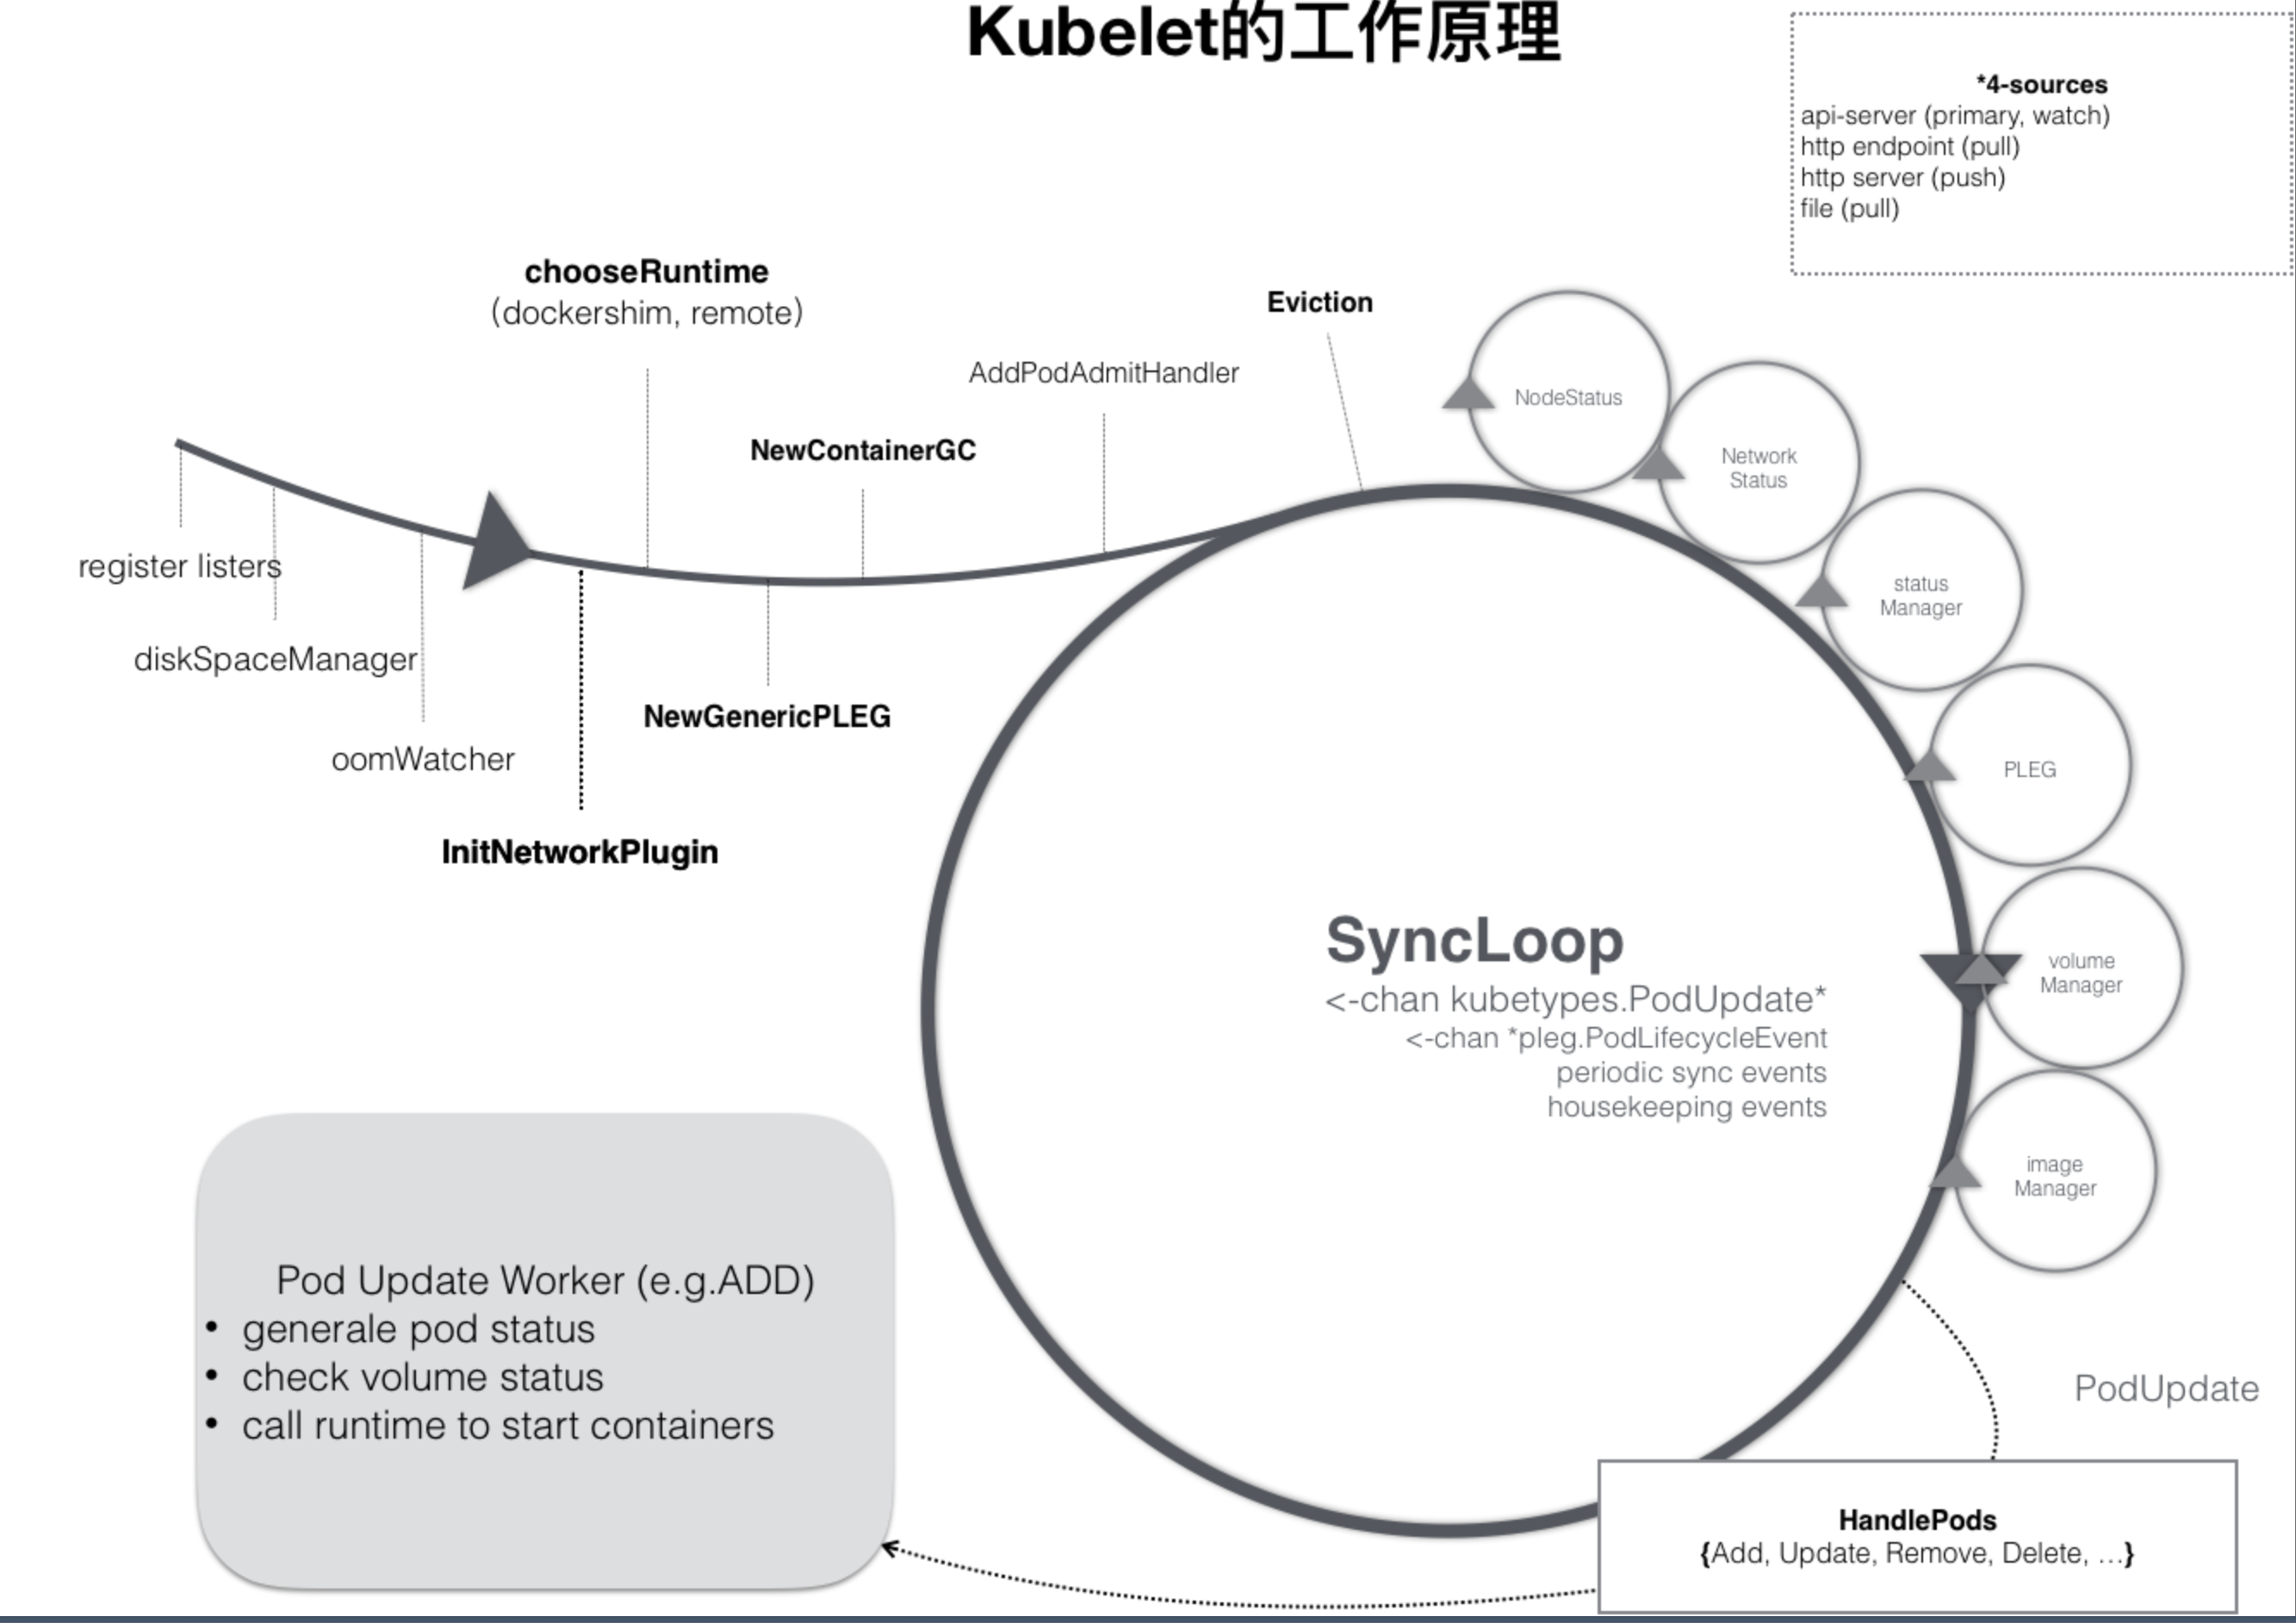 Kubelet的工作原理
*4-sources
api-server (primary, watch)
http endpoint (pull)
http server (push)
file (pull)
chooseRuntime
(dockershim, remote)
Eviction
AddPodAdmitHandler
NewContainerGC
register listers
diskSpaceManager
oomWatcher
InitNetworkPlugin
NewGenericPLEG
NodeStatus
Network
Status
status
Manager
PLEG
volume
Manager
image
Manager
SyncLoop
<-chan kubetypes.PodUpdate*
<-chan *pleg.PodLifecycleEvent
periodic sync events
housekeeping events
Pod Update Worker (e.g.ADD)
• generale pod status
• check volume status
• call runtime to start containers
PodUpdate
HandlePods
{Add, Update, Remove, Delete, …}